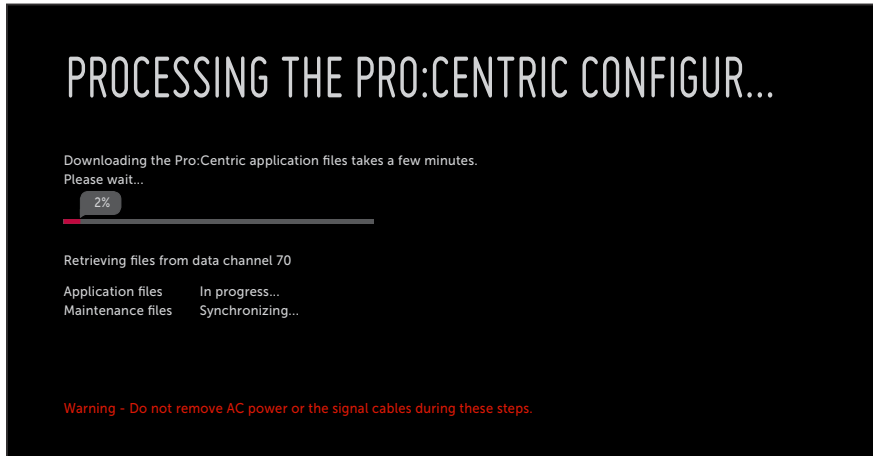 PROCESSING THE PRO:CENTRIC CONFIGUR...
Downloading the Pro:Centric application files takes a few minutes.
Please wait...
2%
Retrieving files from data channel 70
Application files In progress...
Maintenance files Synchronizing...
Warning - Do not remove AC power or the signal cables during these steps.